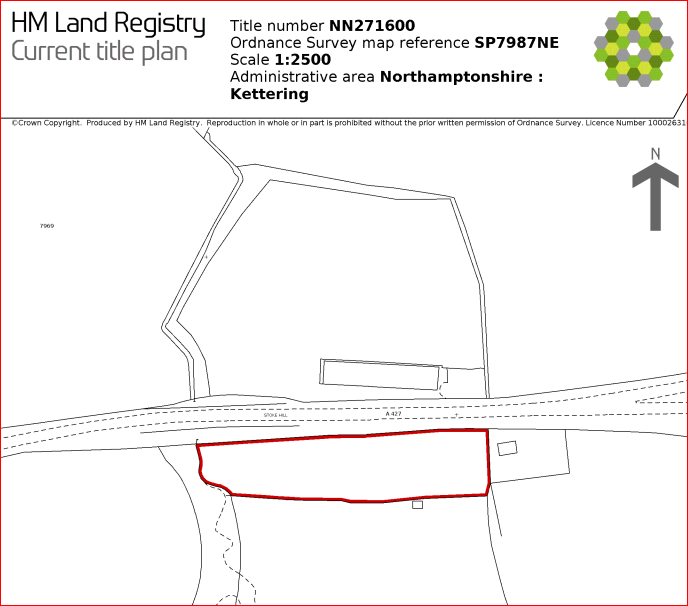 HM Land Registry
Current title plan
Title number NN271600
Ordnance Survey map reference SP7987NE
Scale 1:2500
Administrative area Northamptonshire :
Kettering
©Crown Copyright. Produced by HM Land Registry. Reproduction in whole or in part is prohibited without the prior written permission of Ordnance Survey. Licence Number 10002631
N
7969
STOKE HILL
A 427